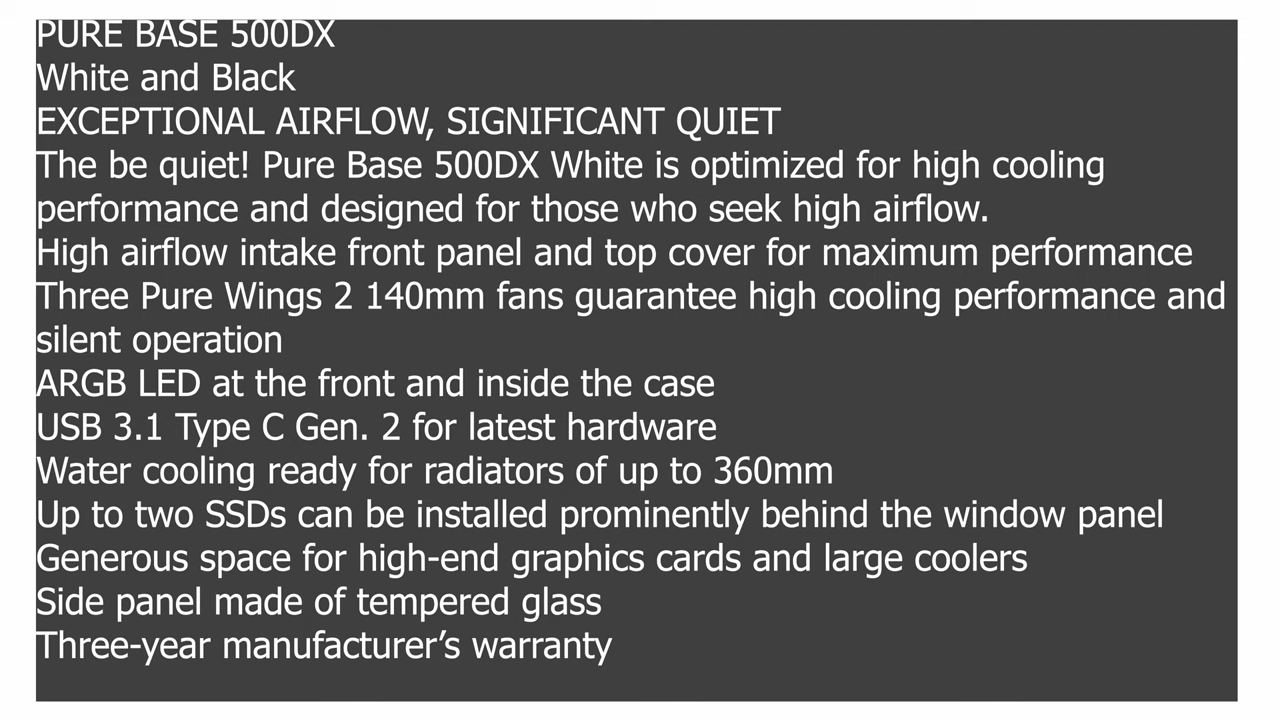 PURE BASE 500DX
White and Black
EXCEPTIONAL AIRFLOW, SIGNIFICANT QUIET
The be quiet! Pure Base 500DX White is optimized for high cooling
performance and designed for those who seek high airflow.
High airflow intake front panel and top cover for maximum performance
Three Pure Wings 2 140mm fans guarantee high cooling performance and
silent operation
ARGB LED at the front and inside the case
USB 3.1 Type C Gen. 2 for latest hardware
Water cooling ready for radiators of up to 360mm
Up to two SSDs can be installed prominently behind the window panel
Generous space for high-end graphics cards and large coolers
Side panel made of tempered glass
Three-year manufacturer’s warranty